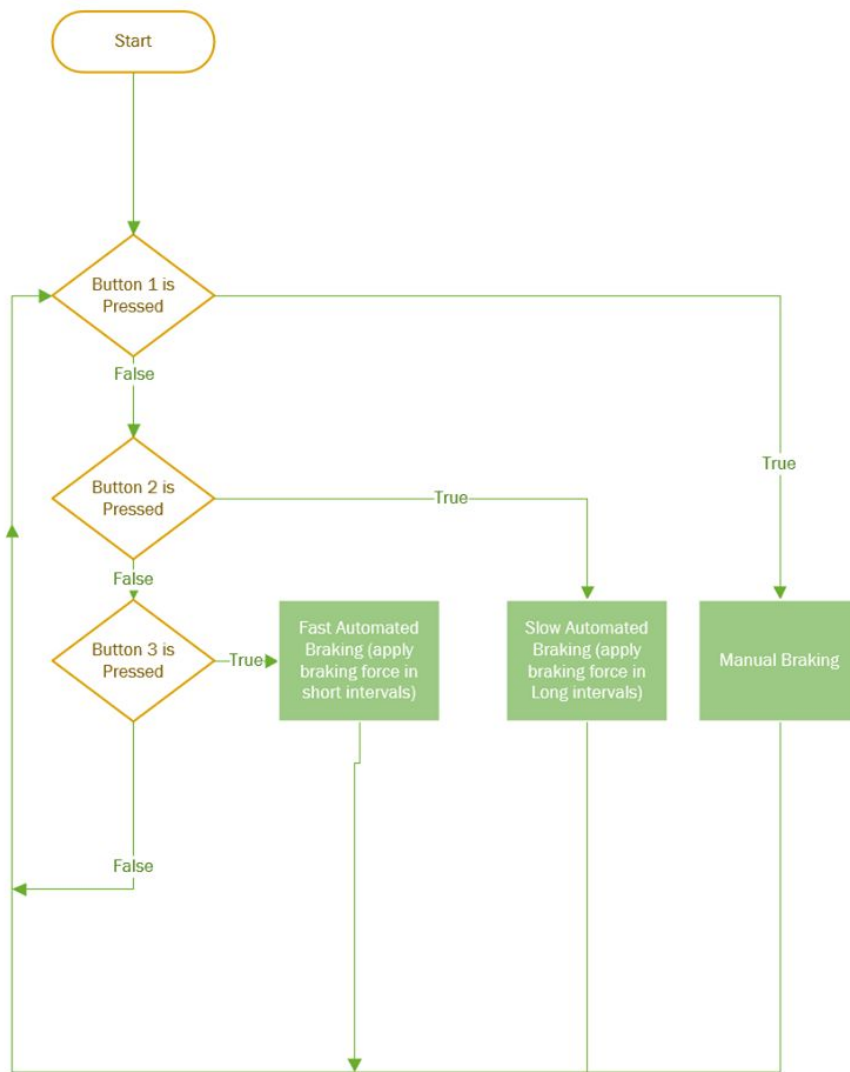 Start
Button 1 is
Pressed
False
True
Button 2 is
Pressed
True
False
Button 3 is
Pressed
True
Fast Automated
Braking (apply
braking force in
short intervals)
Slow Automated
Braking (apply
braking force in
Long intervals)
Manual Braking
False